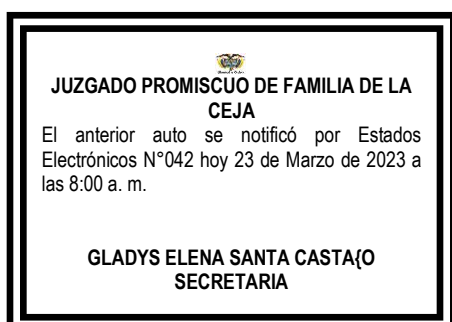 JUZGADO PROMISCUO DE FAMILIA DE LA
CEJA
El anterior auto se notificó por Estados
Electrónicos N°042 hoy 23 de Marzo de 2023 a
las 8:00 a. m.
GLADYS ELENA SANTA CASTA{O
SECRETARIA